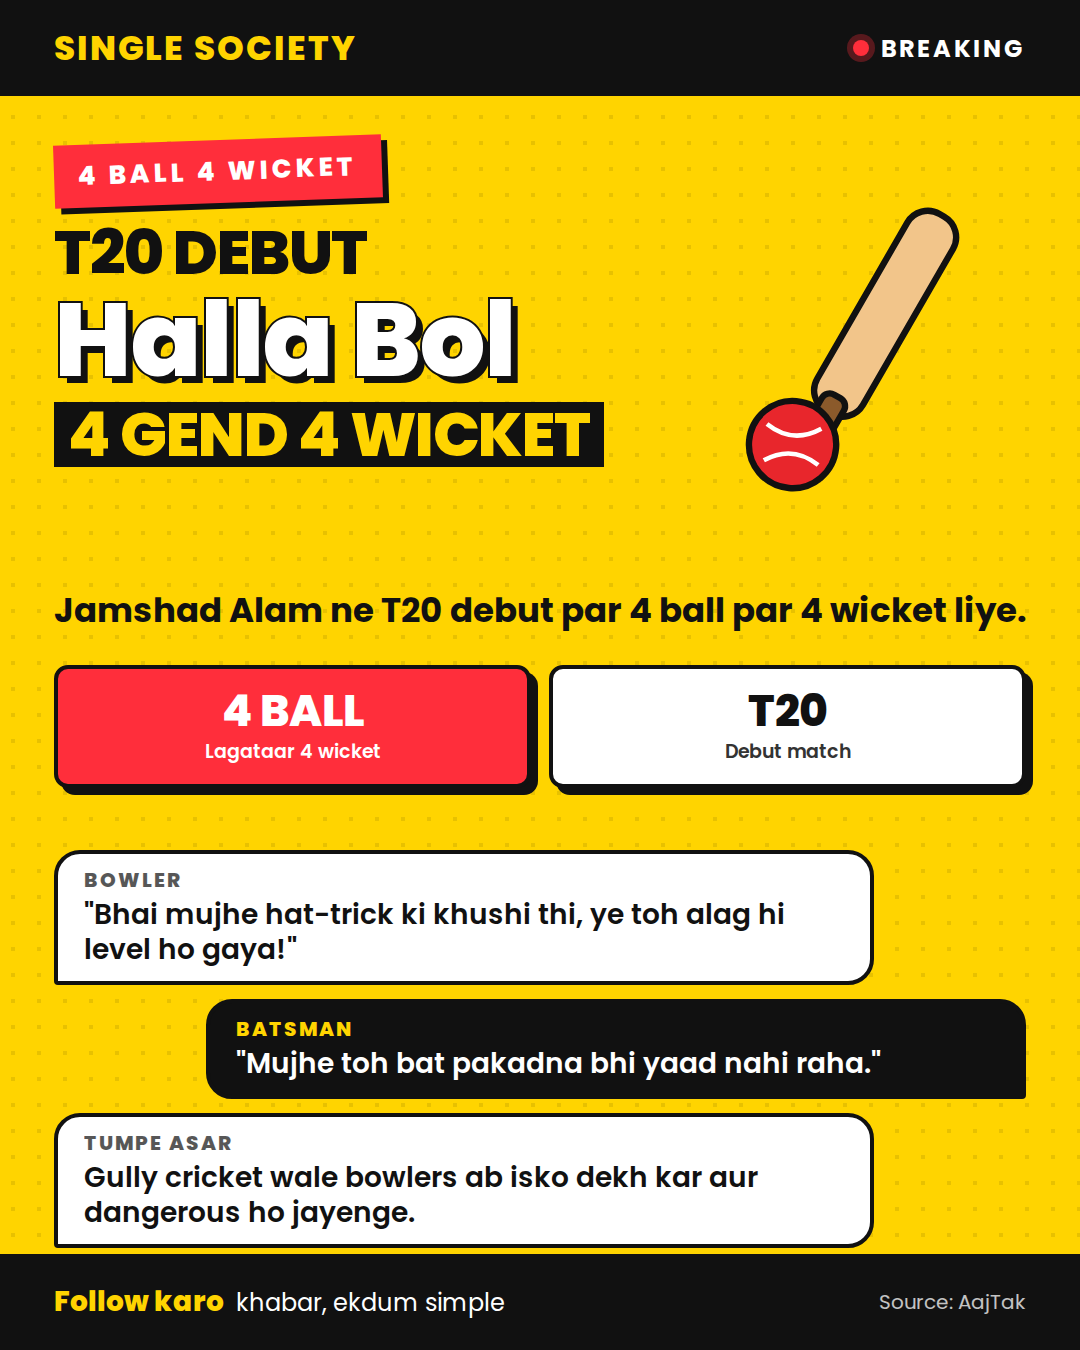 SINGLE SOCIETY
BREAKING
4 BALL 4 WICKET
T20 DEBUT
Halla Bol
4 GEND 4 WICKET
Jamshad Alam ne T20 debut par 4 ball par 4 wicket liye.
4 BALL
Lagataar 4 wicket
T20
Debut match
BOWLER
"Bhai mujhe hat-trick ki khushi thi, ye toh alag hi
level ho gaya!"
BATSMAN
"Mujhe toh bat pakadna bhi yaad nahi raha."
TUMPE ASAR
Gully cricket wale bowlers ab isko dekh kar aur
dangerous ho jayenge.
Follow karo khabar, ekdum simple
Source: AajTak